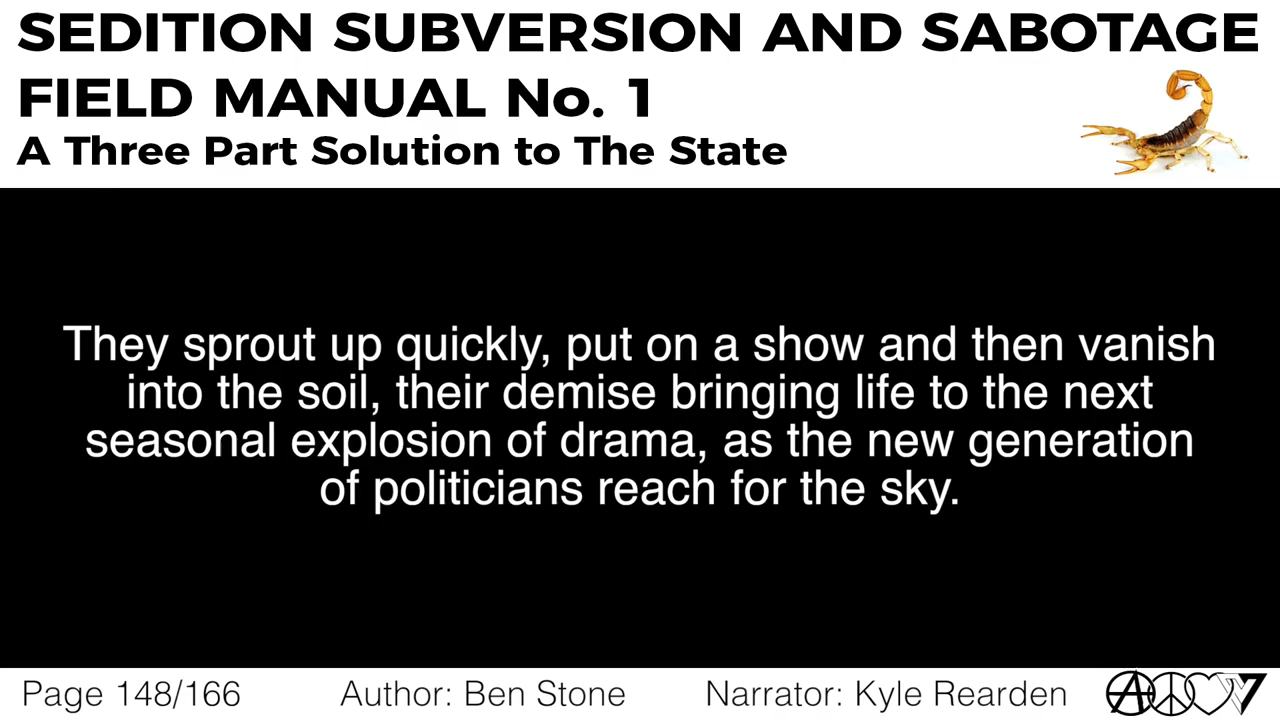 SEDITION SUBVERSION AND SABOTAGE
FIELD MANUAL No. 1
A Three Part Solution to The State
They sprout up quickly, put on a show and then vanish
into the soil, their demise bringing life to the next
seasonal explosion of drama, as the new generation
of politicians reach for the sky.
Page 148/166 Author: Ben Stone Narrator: Kyle Rearden